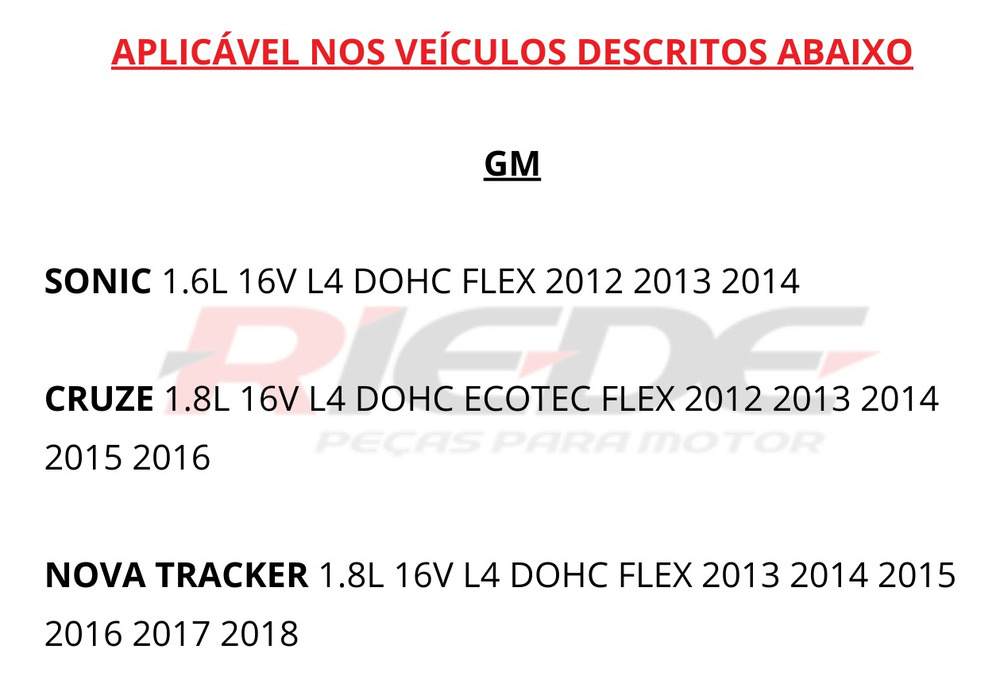 APLICÁVEL NOS VEÍCULOS DESCRITOS ABAIXO
GM
SONIC 1.6L 16V L4 DOHC FLEX 2012 2013 2014
RIEDE
CRUZE 1.8L 16V L4 DOHC ECOTEC FLEX 2012 2013 2014
PEÇAS PARA MOTOR
2015 2016
NOVA TRACKER 1.8L 16V L4 DOHC FLEX 2013 2014 2015
2016 2017 2018